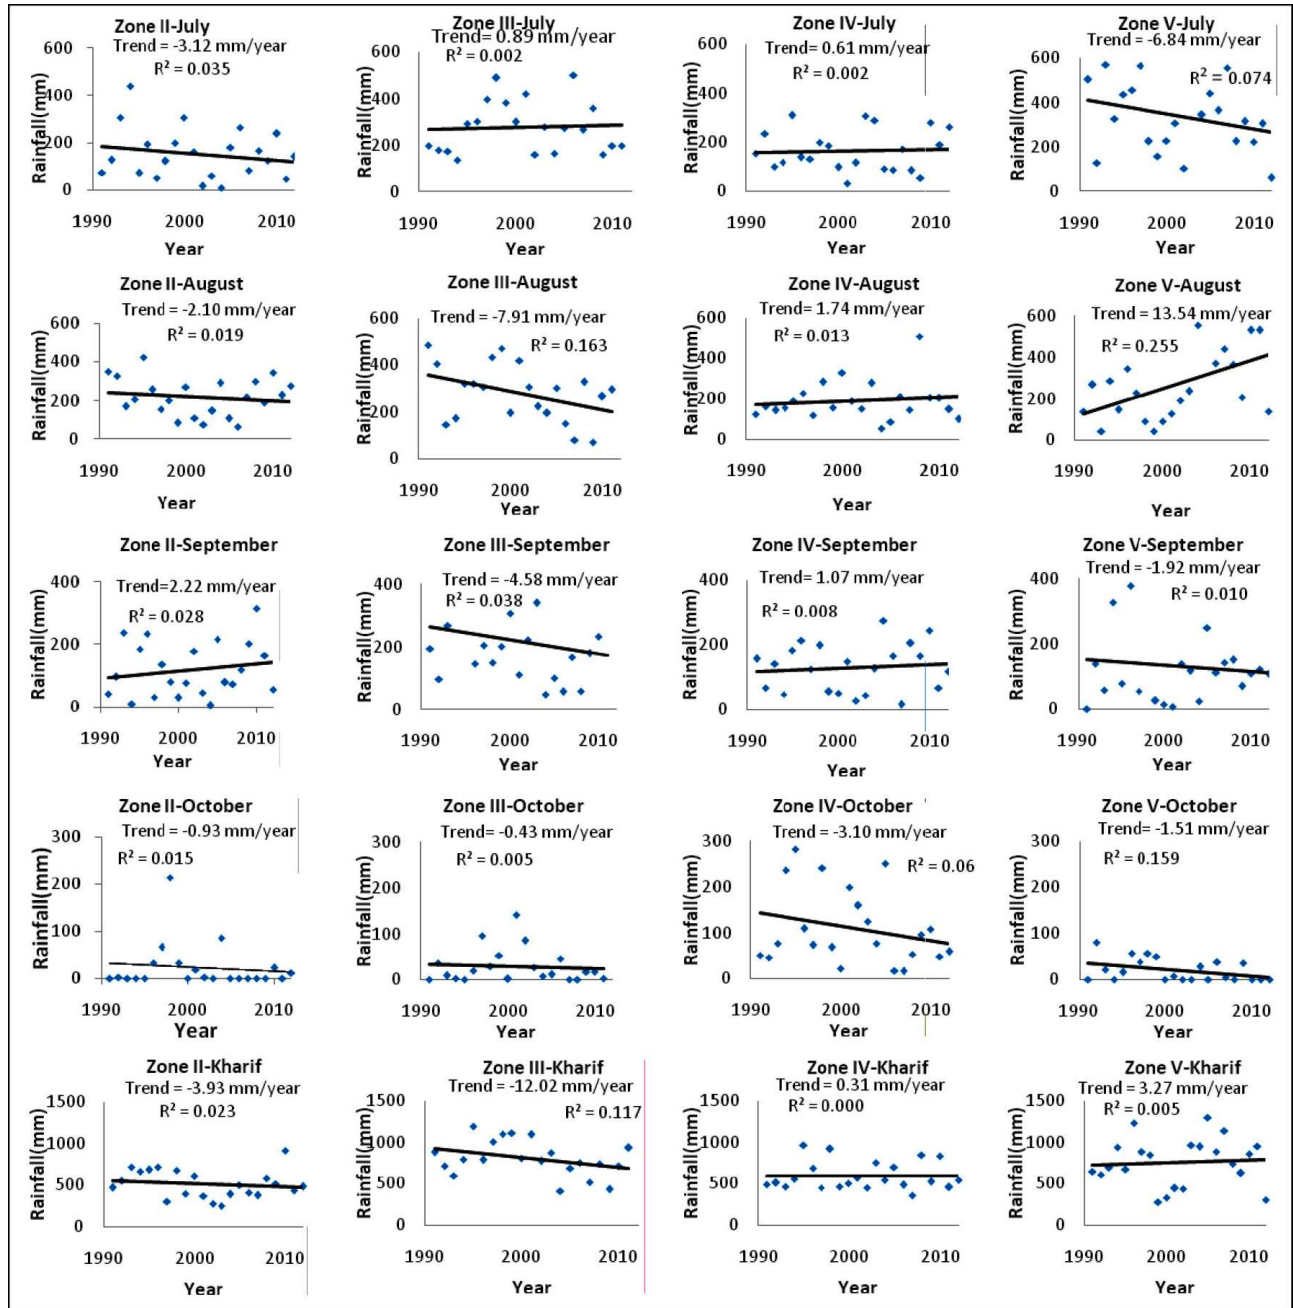 Zone II-July
Trend = -3.12 mm/year
R² = 0.035
600
400
200
0
Rainfall(mm)
1990 2000 2010
Year
Zone III-July
Trend = 0.89 mm/year
R² = 0.002
600
400
200
0
Rainfall(mm)
1990 2000 2010
Year
Zone IV-July
Trend = 0.61 mm/year
R² = 0.002
600
400
200
0
Rainfall(mm)
1990 2000 2010
Year
Zone V-July
Trend = -6.84 mm/year
R² = 0.074
600
400
200
0
Rainfall(mm)
1990 2000 2010
Year
Zone II-August
Trend = -2.10 mm/year
R² = 0.019
600
400
200
0
Rainfall(mm)
1990 2000 2010
Year
Zone III-August
Trend = -7.91 mm/year
R² = 0.163
600
400
200
0
Rainfall(mm)
1990 2000 2010
Year
Zone IV-August
Trend= 1.74 mm/year
R² = 0.013
600
400
200
0
Rainfall(mm)
1990 2000 2010
Year
Zone V-August
Trend = 13.54 mm/year
R² = 0.255
600
400
200
0
Rainfall(mm)
1990 2000 2010
Year
Zone II-September
Trend=2.22 mm/year
R² = 0.028
400
200
0
Rainfall(mm)
1990 2000 2010
Year
Zone III-September
Trend = -4.58 mm/year
R² = 0.038
400
200
0
Rainfall(mm)
1990 2000 2010
Year
Zone IV-September
Trend= 1.07 mm/year
R² = 0.008
400
200
0
Rainfall(mm)
1990 2000 2010
Year
Zone V-September
Trend= -1.92 mm/year
R² = 0.010
400
200
0
Rainfall(mm)
1990 2000 2010
Year
Zone II-October
Trend = -0.93 mm/year
R² = 0.015
300
200
100
0
Rainfall(mm)
1990 2000 2010
Year
Zone III-October
Trend= -0.43 mm/year
R² = 0.005
300
200
100
0
Rainfall(mm)
1990 2000 2010
Year
Zone IV-October
Trend= -3.10 mm/year
R² = 0.06
300
200
100
0
Rainfall(mm)
1990 2000 2010
Year
Zone V-October
Trend= -1.51 mm/year
R² = 0.159
300
200
100
0
Rainfall(mm)
1990 2000 2010
Year
Zone II-Kharif
Trend = -3.93 mm/year
R² = 0.023
1500
1000
500
0
Rainfall(mm)
1990 2000 2010
Year
Zone III-Kharif
Trend = -12.02 mm/year
R² = 0.117
1500
1000
500
0
Rainfall(mm)
1990 2000 2010
Year
Zone IV-Kharif
Trend = 0.31 mm/year
R² = 0.000
1500
1000
500
0
Rainfall(mm)
1990 2000 2010
Year
Zone V-Kharif
Trend = 3.27 mm/year
R² = 0.005
1500
1000
500
0
Rainfall(mm)
1990 2000 2010
Year